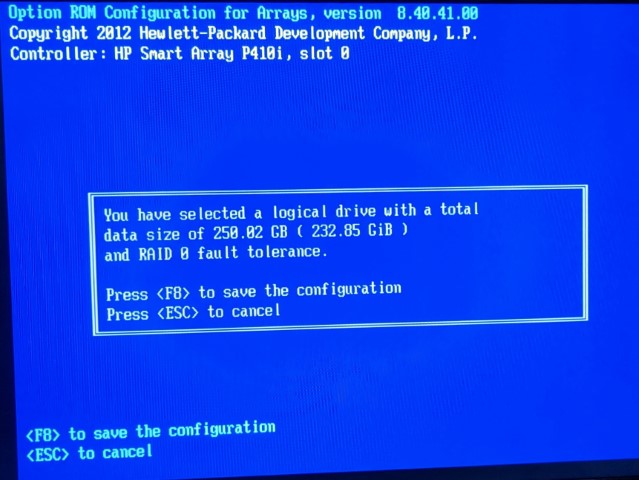 Option ROM Configuration for Arrays, version 8.40.41.00
Copyright 2012 Hewlett-Packard Development Company, L.P.
Controller: HP Smart Array P410i, slot 0
You have selected a logical drive with a total
data size of 250.02 GB ( 232.85 GiB )
and RAID 0 fault tolerance.
Press <F8> to save the configuration
Press <ESC> to cancel
<F8> to save the configuration
<ESC> to cancel